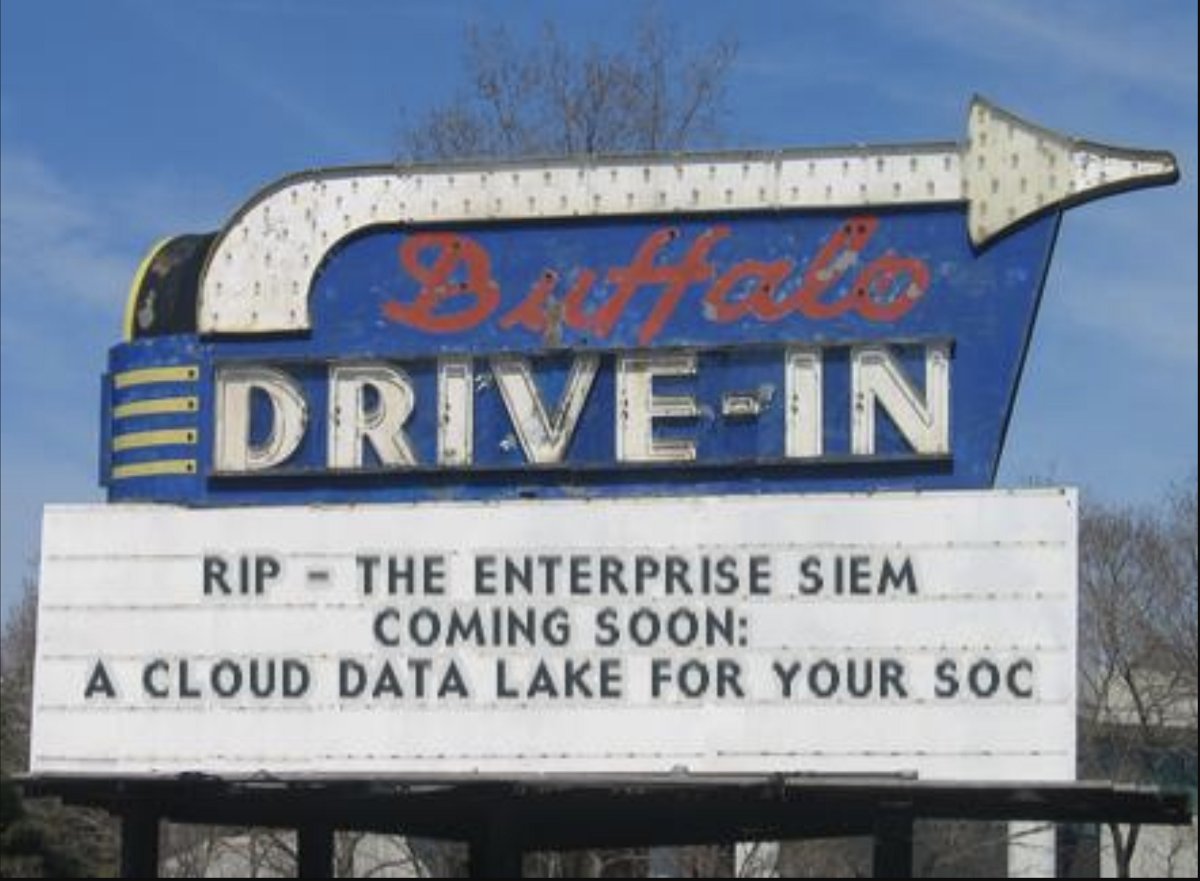 Buffalo
DRIVE-IN
RIP - THE ENTERPRISE SIEM
COMING SOON:
A CLOUD DATA LAKE FOR YOUR SOC